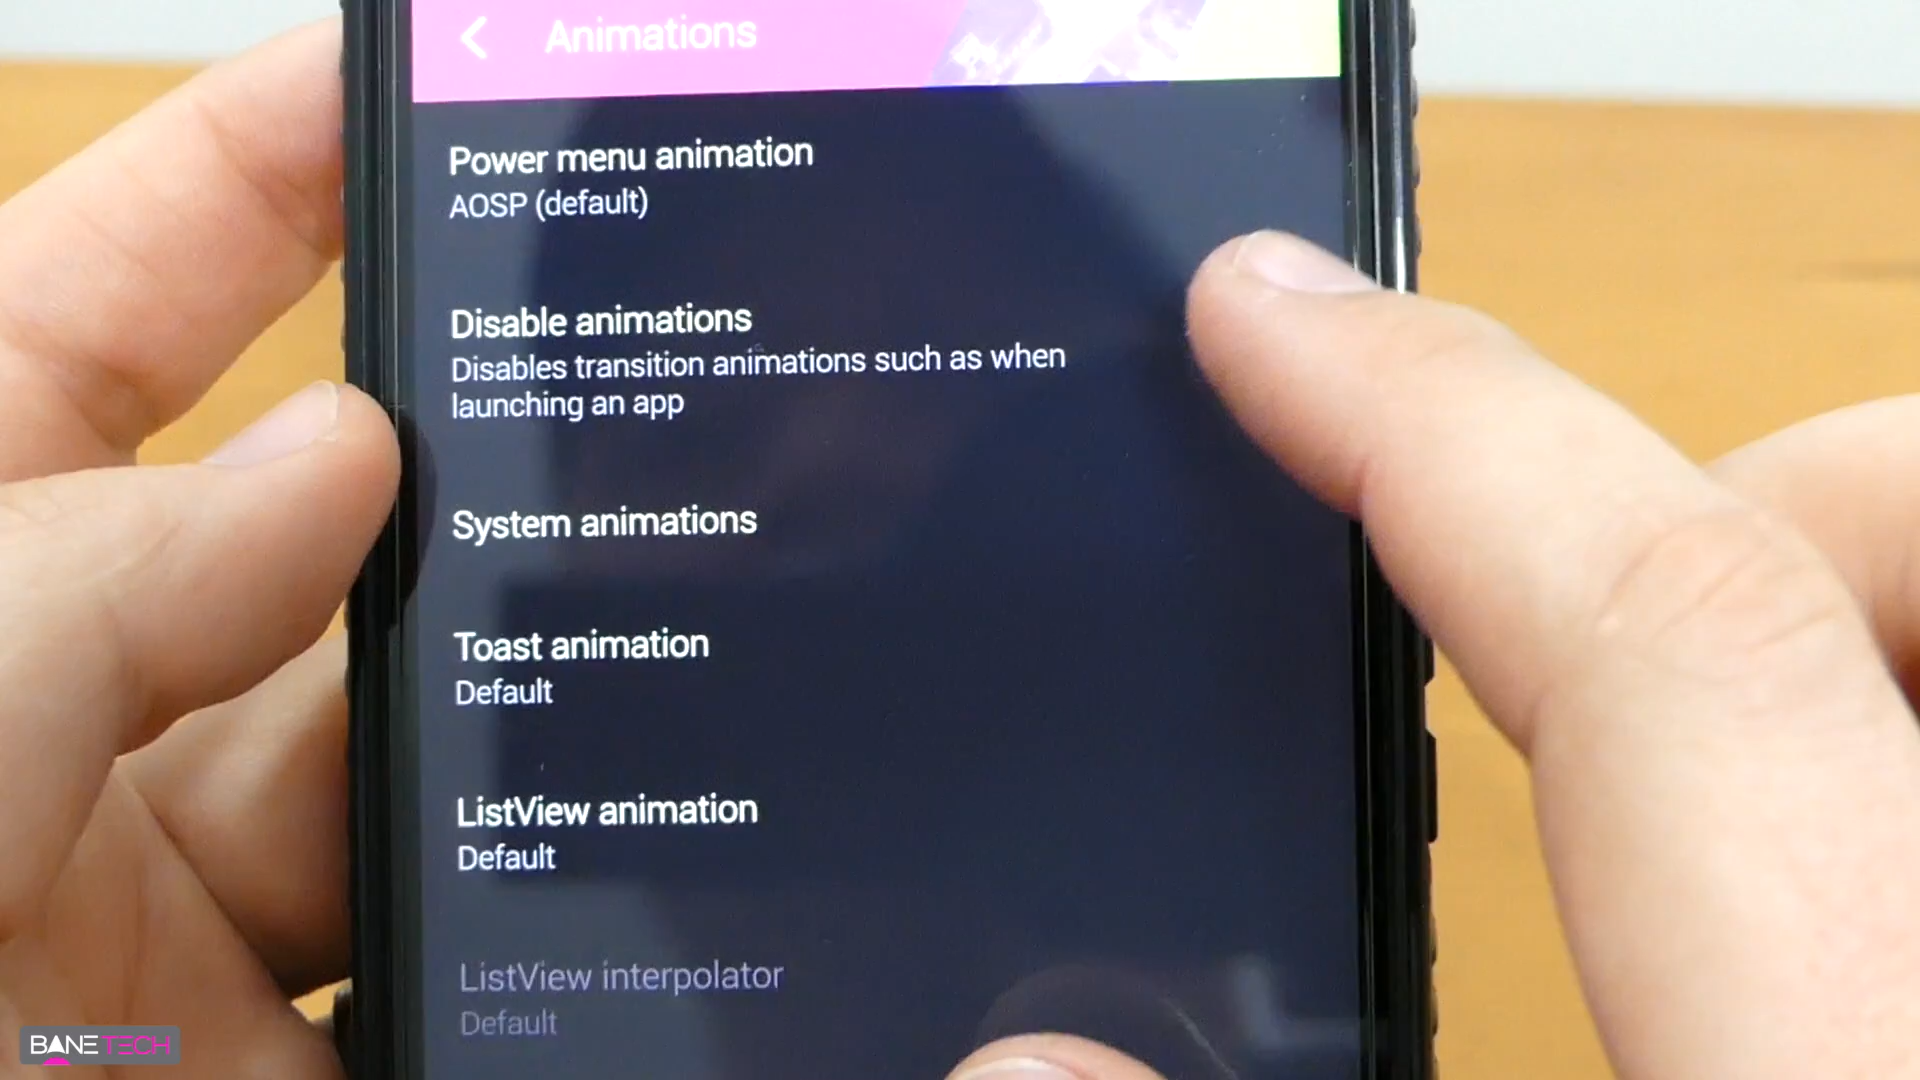 Animations
Power menu animation
AOSP (default)
Disable animations
Disables transition animations such as when
launching an app
System animations
Toast animation
Default
ListView animation
Default
ListView interpolator
Default
BANETECH